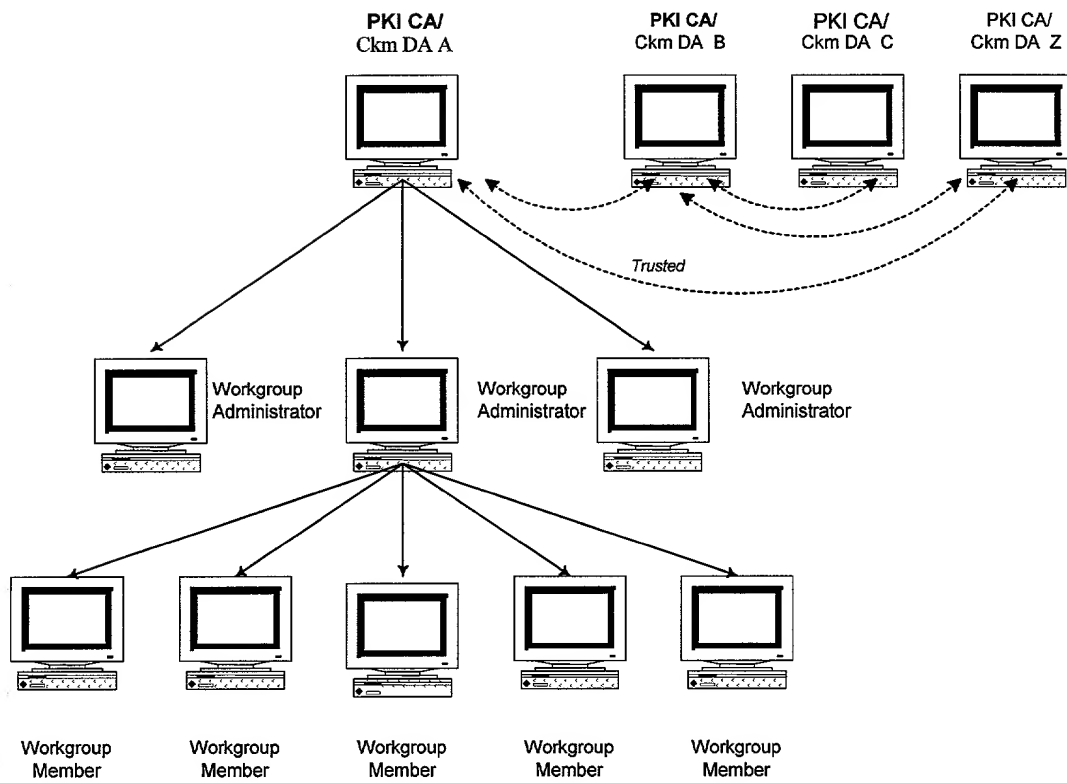 PKI CA/
Ckm DA A
PKI CA/
Ckm DA B
PKI CA/
Ckm DA C
PKI CA/
Ckm DA Z
Trusted
Workgroup
Administrator
Workgroup
Administrator
Workgroup
Administrator
Workgroup
Member
Workgroup
Member
Workgroup
Member
Workgroup
Member
Workgroup
Member